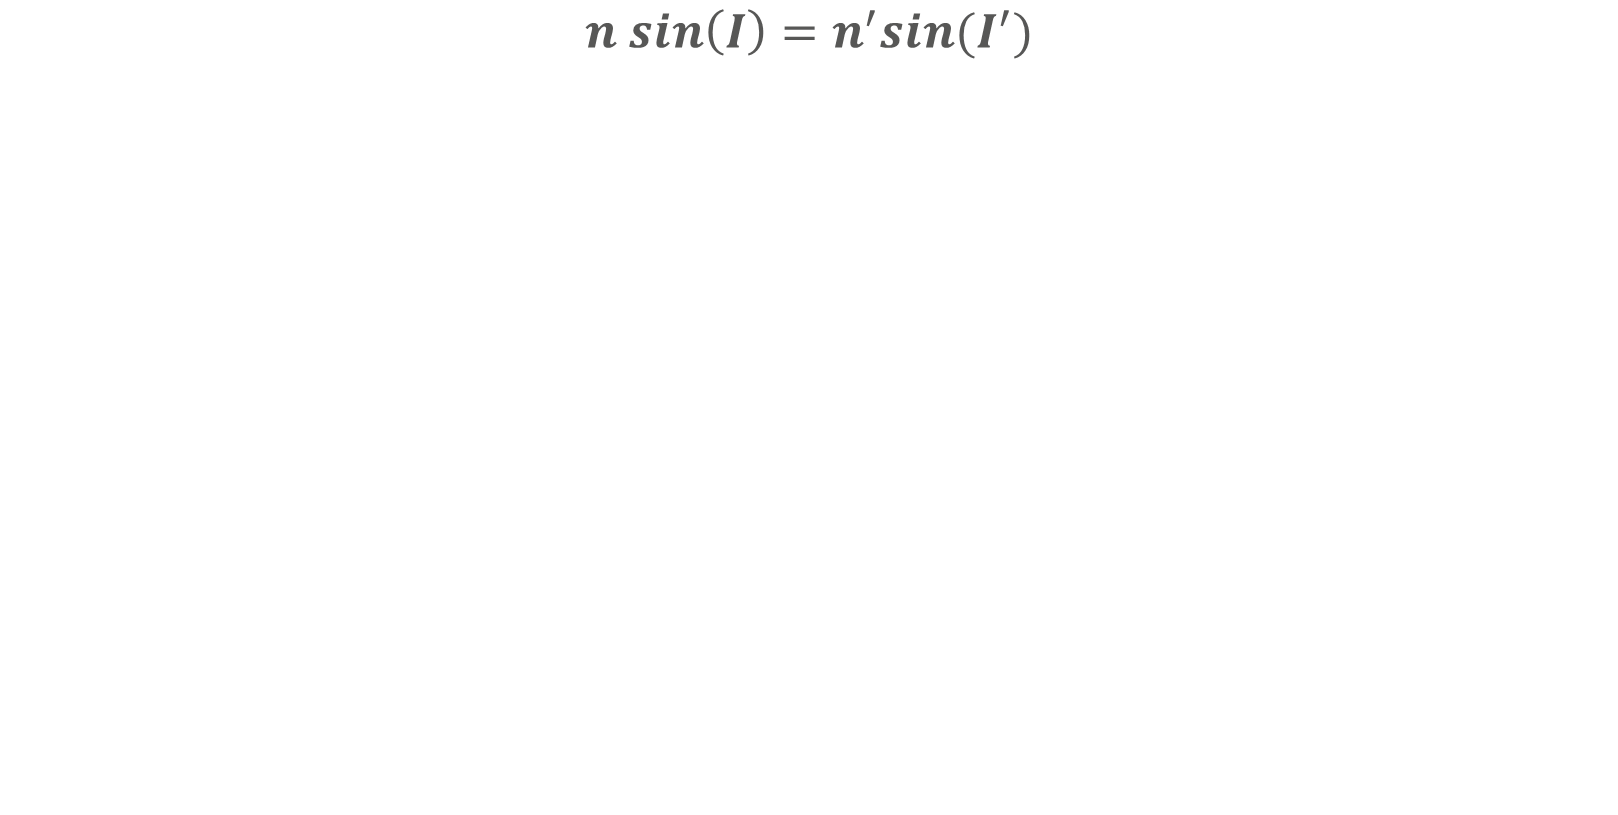 n sin(I) = n′sin(I′)